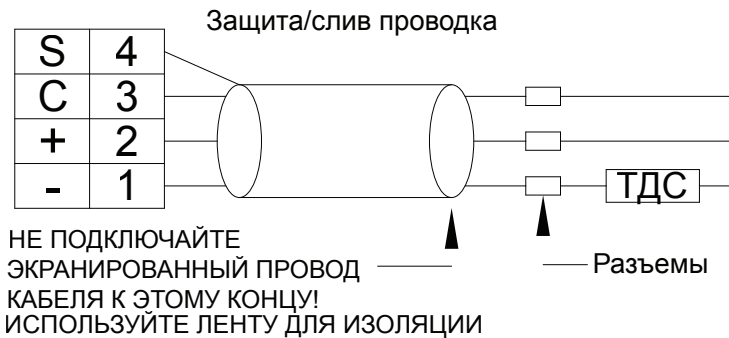 Защита/слив проводка
S 4
C 3
+ 2
- 1
ТДС
НЕ ПОДКЛЮЧАЙТЕ
ЭКРАНИРОВАННЫЙ ПРОВОД
Разъемы
КАБЕЛЯ К ЭТОМУ КОНЦУ!
ИСПОЛЬЗУЙТЕ ЛЕНТУ ДЛЯ ИЗОЛЯЦИИ